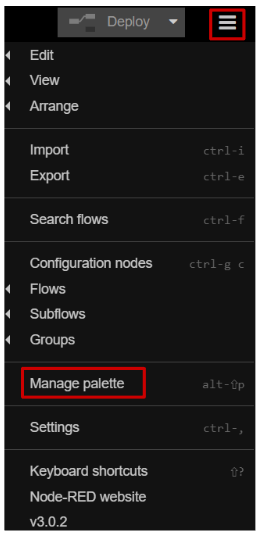 Deploy
Edit
View
Arrange
Import ctrl-i
Export ctrl-e
Search flows ctrl-f
Configuration nodes ctrl-g c
Flows
Subflows
Groups
Manage palette alt-⇧p
Settings ctrl-,
Keyboard shortcuts ⇧?
Node-RED website
v3.0.2